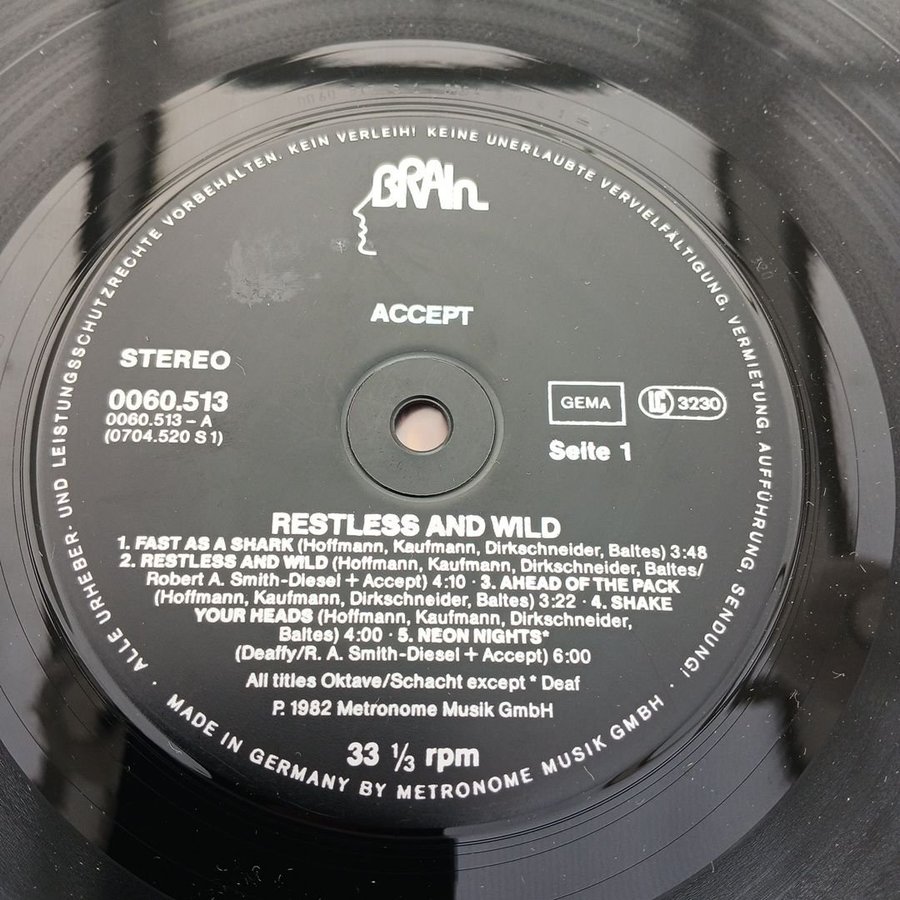 ALLE URHEBER- UND LEISTUNGSSCHUTZRECHTE VORBEHALTEN. KEIN VERLEIH! KEINE UNERLAUBTE VERVIELFÄLTIGUNG, VERMIETUNG, AUFFÜHRUNG, SENDUNG!
BRAIN
ACCEPT
STEREO
0060.513
0060.513 - A
(0704.520 S 1)
GEMA
LC 3230
Seite 1
RESTLESS AND WILD
1. FAST AS A SHARK (Hoffmann, Kaufmann, Dirkschneider, Baltes) 3:48
2. RESTLESS AND WILD (Hoffmann, Kaufmann, Dirkschneider, Baltes/
Robert A. Smith-Diesel + Accept) 4:10 · 3. AHEAD OF THE PACK
(Hoffmann, Kaufmann, Dirkschneider, Baltes) 3:22 · 4. SHAKE
YOUR HEADS (Hoffmann, Kaufmann, Dirkschneider,
Baltes) 4:00 · 5. NEON NIGHTS*
(Deaffy/R. A. Smith-Diesel + Accept) 6:00
All titles Oktave/Schacht except * Deaf
P. 1982 Metronome Musik GmbH
33 ⅓ rpm
· MADE IN GERMANY BY METRONOME MUSIK GMBH ·